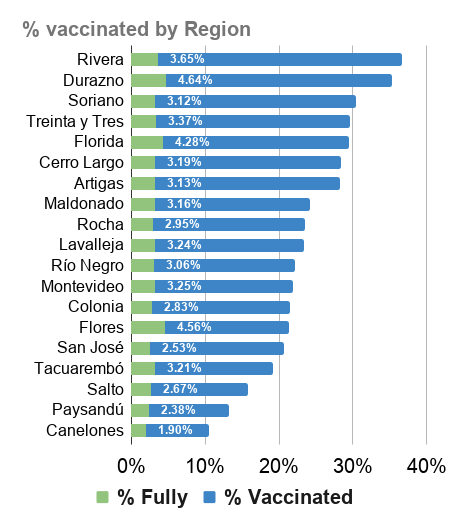 % vaccinated by Region
Rivera 3.65%
Durazno 4.64%
Soriano 3.12%
Treinta y Tres 3.37%
Florida 4.28%
Cerro Largo 3.19%
Artigas 3.13%
Maldonado 3.16%
Rocha 2.95%
Lavalleja 3.24%
Río Negro 3.06%
Montevideo 3.25%
Colonia 2.83%
Flores 4.56%
San José 2.53%
Tacuarembó 3.21%
Salto 2.67%
Paysandú 2.38%
Canelones 1.90%
0% 10% 20% 30% 40%
% Fully % Vaccinated